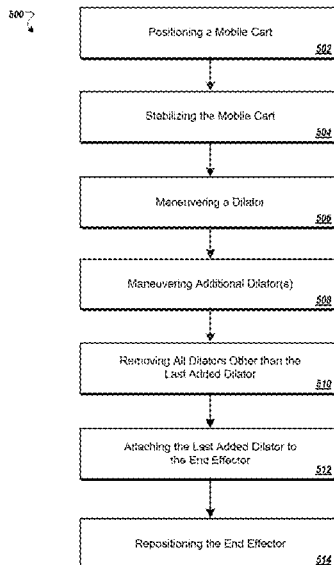 500
Positioning a Mobile Cart
502
Stabilizing the Mobile Cart
504
Maneuvering a Dilator
506
Maneuvering Additional Dilator(s)
508
Removing All Dilators Other than the
Last Added Dilator
510
Attaching the Last Added Dilator to
the End Effector
512
Repositioning the End Effector
514